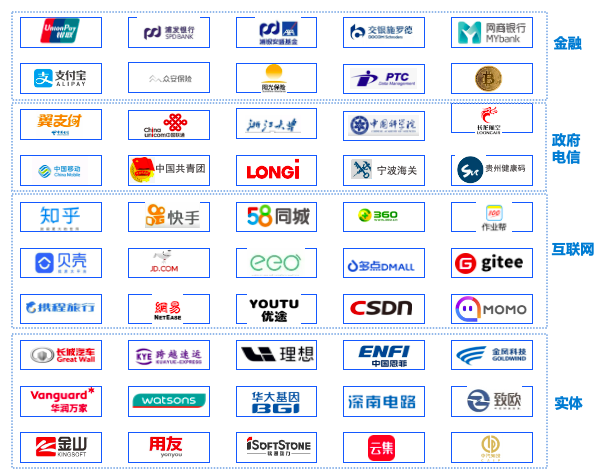 UnionPay
银联
浦发银行
SPD BANK
浦银安盛基金
AXA
交银施罗德
网商银行
MYbank
金融
支付宝
ALIPAY
众安保险
阳光保险
PTC
翼支付
China
unicom中国联通
浙江大学
中国科学院
长龙航空
LOONGAIR
政府
电信
中国移动
China Mobile
中国共青团
LONGi
宁波海关
贵州健康码
知乎
快手
58同城
360
作业帮
互联网
贝壳
JD.COM
eeo
多点DMALL
gitee
携程旅行
網易
NETEASE
YOUTU
优途
CSDN
MOMO
长城汽车
Great Wall
KYE
跨越速运
KUAYUE-EXPRESS
理想
ENFI
中国恩菲
金风科技
GOLDWIND
Vanguard
华润万家
watsons
华大基因
BGI
深南电路
致欧
实体
金山
KINGSOFT
用友
yonyou
iSOFTSTONE
软通动力
云集